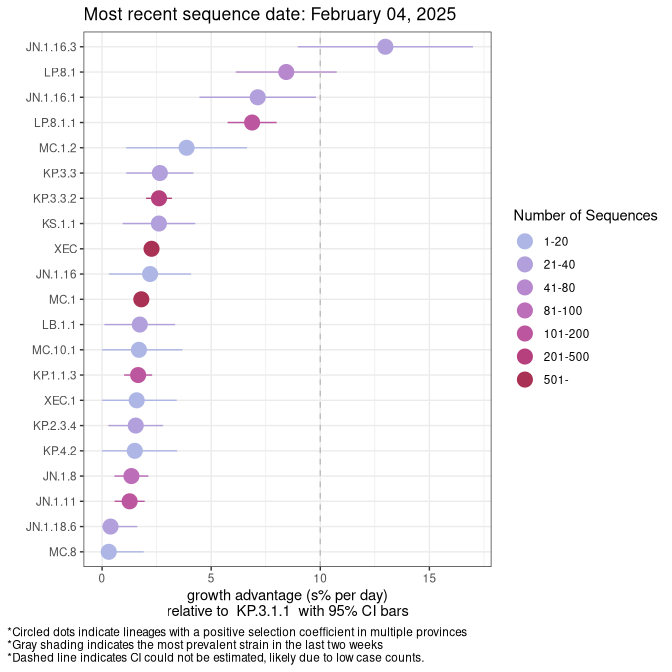 Most recent sequence date: February 04, 2025
JN.1.16.3
LP.8.1
JN.1.16.1
LP.8.1.1
MC.1.2
KP.3.3
KP.3.3.2
KS.1.1
XEC
JN.1.16
MC.1
LB.1.1
MC.10.1
KP.1.1.3
XEC.1
KP.2.3.4
KP.4.2
JN.1.8
JN.1.11
JN.1.18.6
MC.8
0 5 10 15
growth advantage (s% per day)
relative to KP.3.1.1 with 95% CI bars
Number of Sequences
1-20
21-40
41-80
81-100
101-200
201-500
501-
*Circled dots indicate lineages with a positive selection coefficient in multiple provinces
*Gray shading indicates the most prevalent strain in the last two weeks
*Dashed line indicates CI could not be estimated, likely due to low case counts.